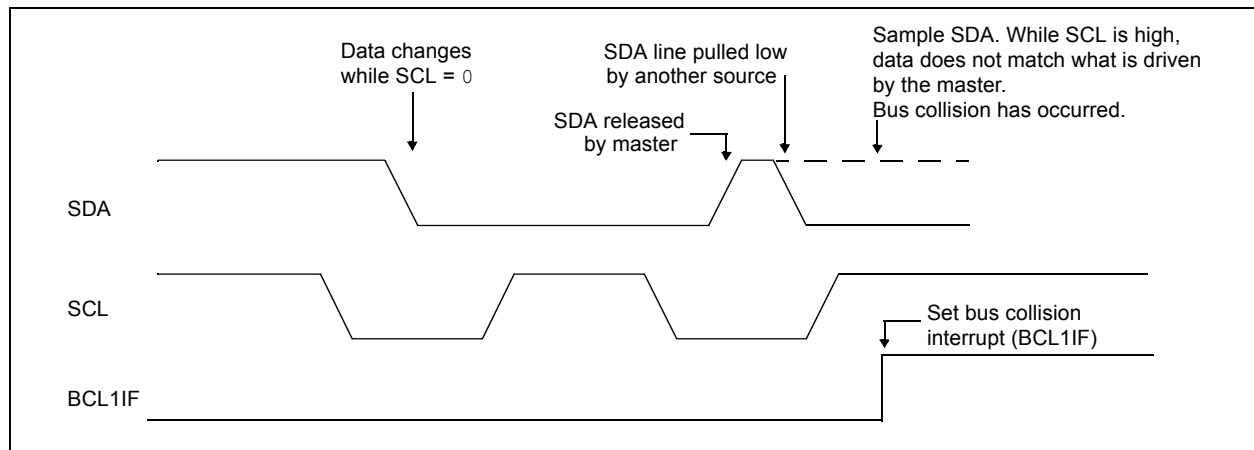 Data changes
while SCL = 0
SDA line pulled low
by another source
Sample SDA. While SCL is high,
data does not match what is driven
by the master.
Bus collision has occurred.
SDA released
by master
SDA
SCL
Set bus collision
interrupt (BCL1IF)
BCL1IF